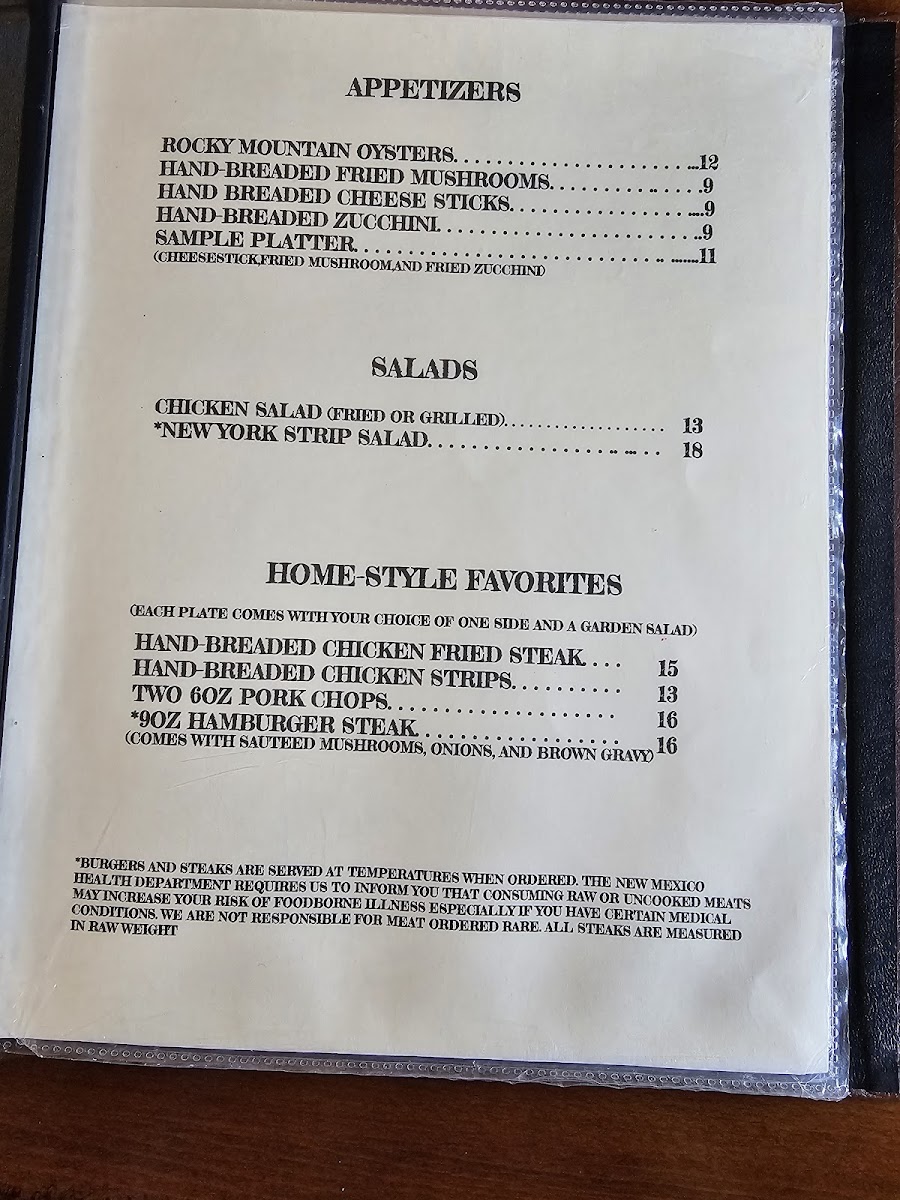 APPETIZERS
ROCKY MOUNTAIN OYSTERS. . . . . . . . . . . . . . . . . . . . . . ...12
HAND-BREADED FRIED MUSHROOMS. . . . . . . . .. . . . .9
HAND BREADED CHEESE STICKS. . . . . . . . . . . . . . . ....9
HAND-BREADED ZUCCHINI. . . . . . . . . . . . . . . . . . . . . ..9
SAMPLE PLATTER. . . . . . . . . . . . . . . . . . . . . . . . .. .......11
(CHEESESTICK,FRIED MUSHROOM,AND FRIED ZUCCHINI)
SALADS
CHICKEN SALAD (FRIED OR GRILLED). . . . . . . . . . . . . . . . . . 13
*NEW YORK STRIP SALAD. . . . . . . . . . . . . . . .. ... . . 18
HOME-STYLE FAVORITES
(EACH PLATE COMES WITH YOUR CHOICE OF ONE SIDE AND A GARDEN SALAD)
HAND-BREADED CHICKEN FRIED STEAK. . . . 15
HAND-BREADED CHICKEN STRIPS. . . . . . . . . . 13
TWO 6OZ PORK CHOPS. . . . . . . . . . . . . . . . . . . . 16
*9OZ HAMBURGER STEAK. . . . . . . . . . . . . . . . . . 16
(COMES WITH SAUTEED MUSHROOMS, ONIONS, AND BROWN GRAVY)
*BURGERS AND STEAKS ARE SERVED AT TEMPERATURES WHEN ORDERED. THE NEW MEXICO
HEALTH DEPARTMENT REQUIRES US TO INFORM YOU THAT CONSUMING RAW OR UNCOOKED MEATS
MAY INCREASE YOUR RISK OF FOODBORNE ILLNESS ESPECIALLY IF YOU HAVE CERTAIN MEDICAL
CONDITIONS. WE ARE NOT RESPONSIBLE FOR MEAT ORDERED RARE. ALL STEAKS ARE MEASURED
IN RAW WEIGHT